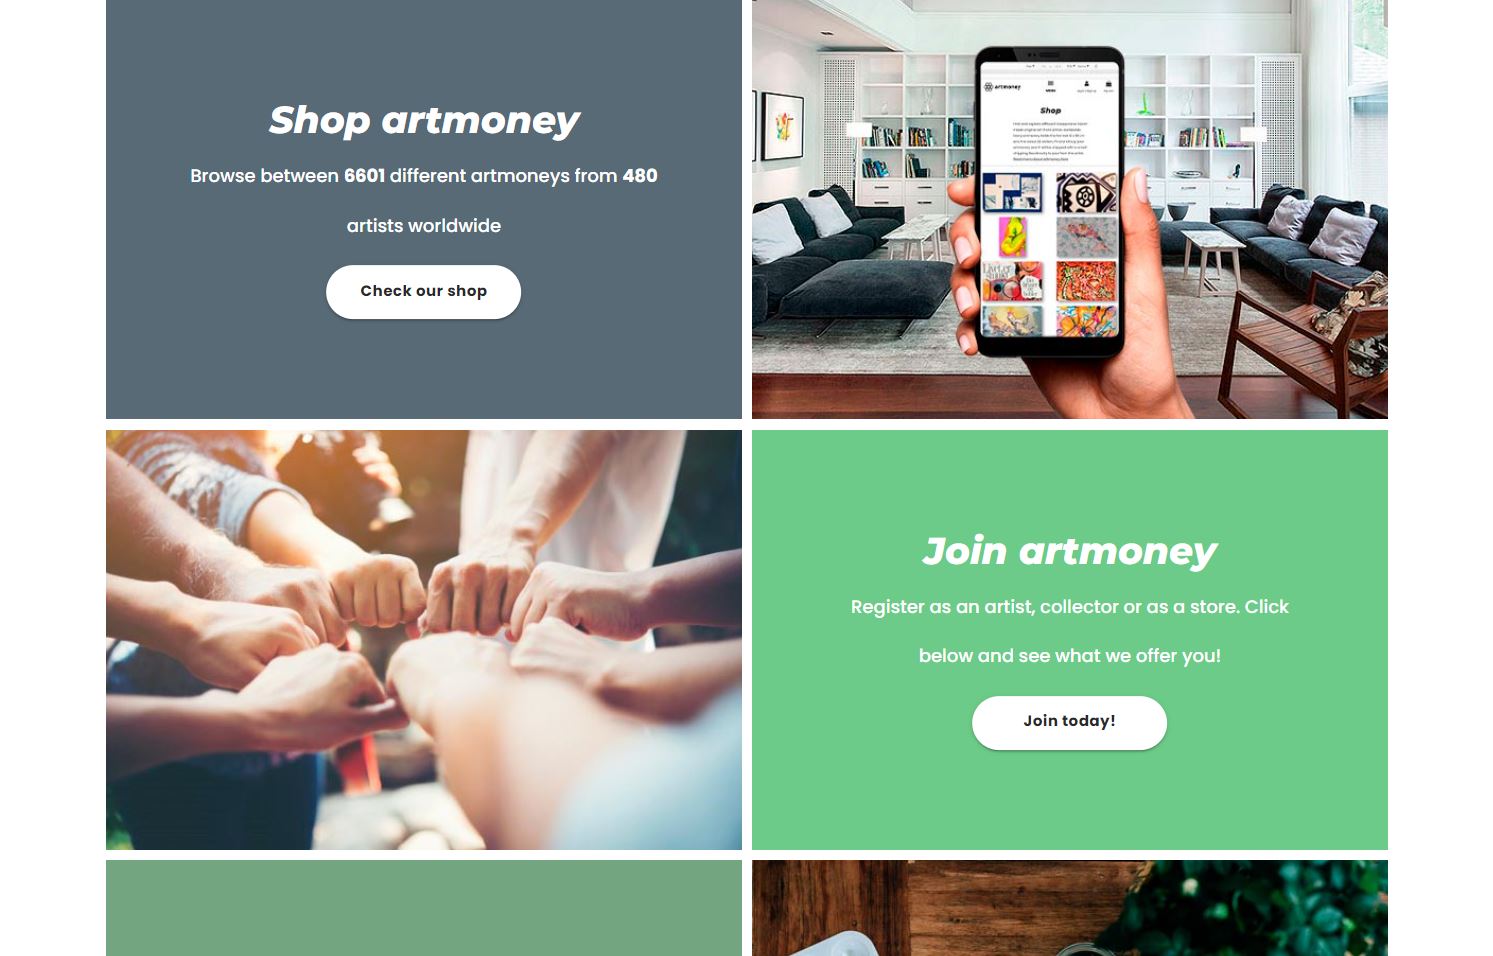 Shop artmoney
Browse between 6601 different artmoneys from 480
artists worldwide
Check our shop
artmoney
MENU
Shop
Join artmoney
Register as an artist, collector or as a store. Click
below and see what we offer you!
Join today!